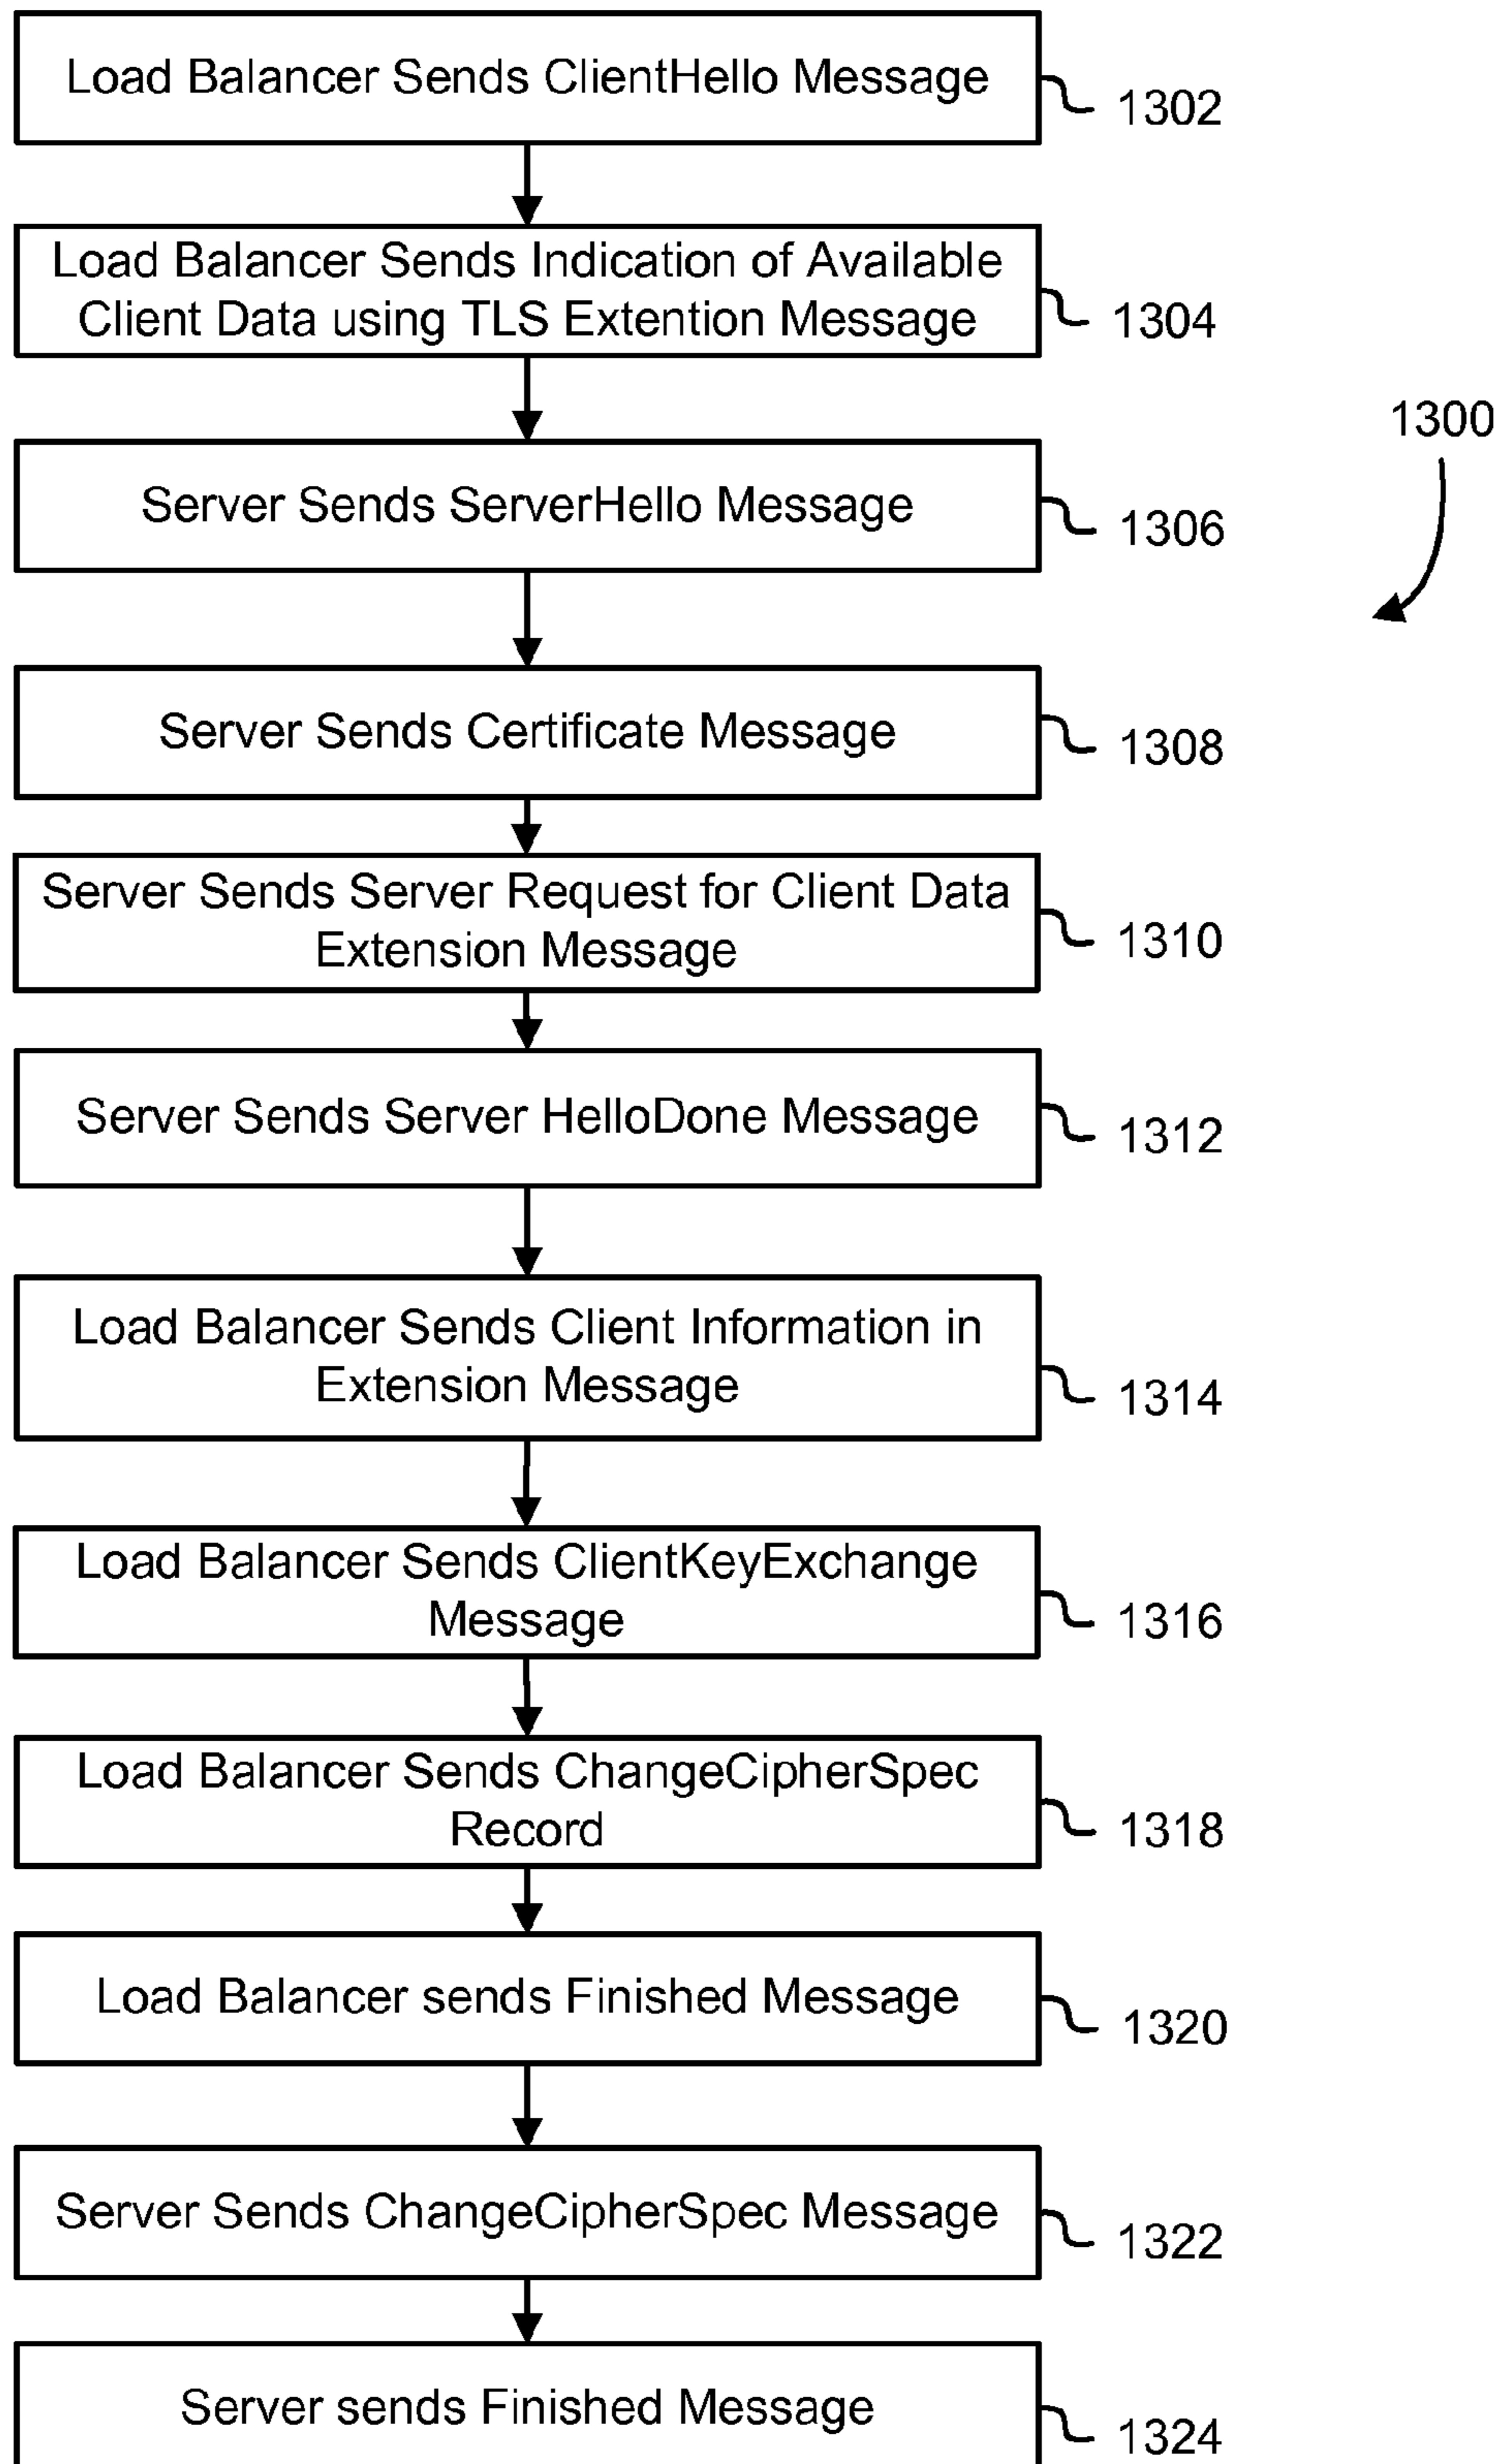 Load Balancer Sends ClientHello Message
1302
Load Balancer Sends Indication of Available
Client Data using TLS Extention Message
1304
1300
Server Sends ServerHello Message
1306
Server Sends Certificate Message
1308
Server Sends Server Request for Client Data
Extension Message
1310
Server Sends Server HelloDone Message
1312
Load Balancer Sends Client Information in
Extension Message
1314
Load Balancer Sends ClientKeyExchange
Message
1316
Load Balancer Sends ChangeCipherSpec
Record
1318
Load Balancer sends Finished Message
1320
Server Sends ChangeCipherSpec Message
1322
Server sends Finished Message
1324